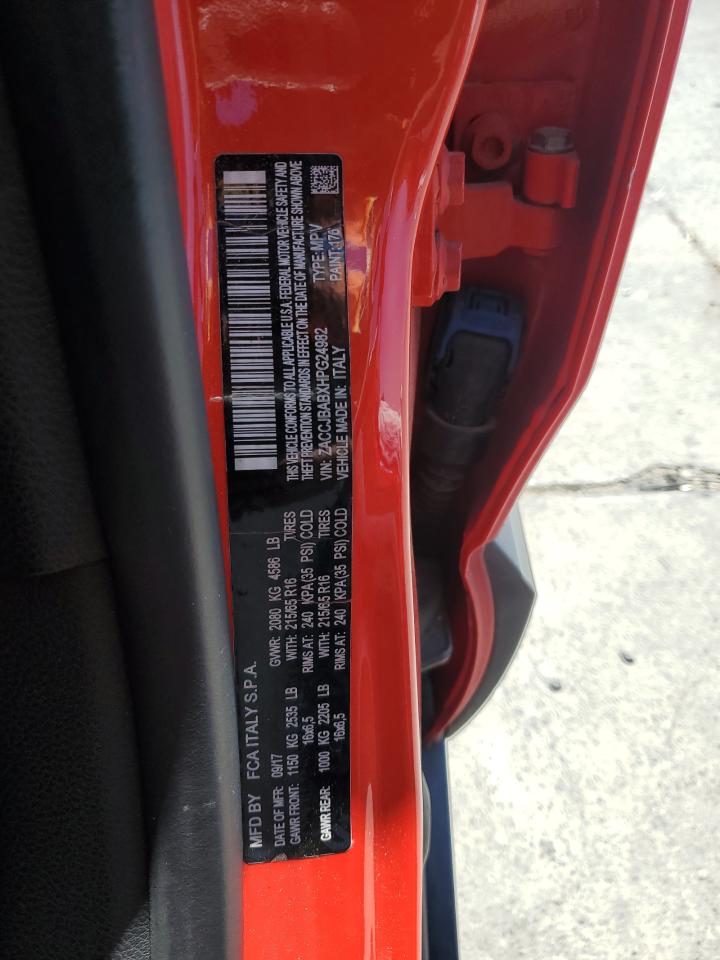 MFD BY FCA ITALY S.P.A.
DATE OF MFR: 09/17 GVWR: 2080 KG 4586 LB
GAWR FRONT: 1150 KG 2535 LB WITH: 215/65 R16 TIRES
16x6,5 RIMS AT: 240 KPA (35 PSI) COLD
GAWR REAR: 1000 KG 2205 LB WITH: 215/65 R16 TIRES
16x6,5 RIMS AT: 240 KPA (35 PSI) COLD
THIS VEHICLE CONFORMS TO ALL APPLICABLE U.S.A. FEDERAL MOTOR VEHICLE SAFETY AND
THEFT PREVENTION STANDARDS IN EFFECT ON THE DATE OF MANUFACTURE SHOWN ABOVE
VIN: ZACCJBABXHPG24982 TYPE: MPV
VEHICLE MADE IN: ITALY PAINT: